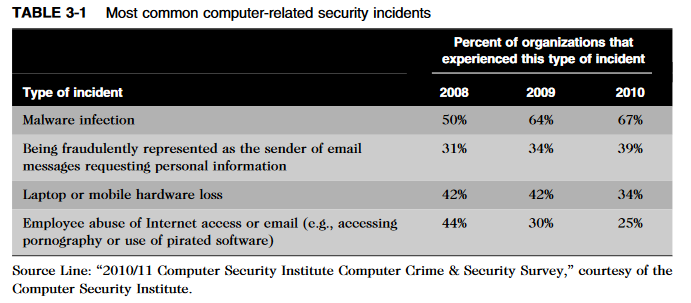 TABLE 3-1 Most common computer-related security incidents
Percent of organizations that
experienced this type of incident
Type of incident 2008 2009 2010
Malware infection 50% 64% 67%
Being fraudulently represented as the sender of email 31% 34% 39%
messages requesting personal information
Laptop or mobile hardware loss 42% 42% 34%
Employee abuse of Internet access or email (e.g., accessing 44% 30% 25%
pornography or use of pirated software)
Source Line: “2010/11 Computer Security Institute Computer Crime & Security Survey,” courtesy of the
Computer Security Institute.